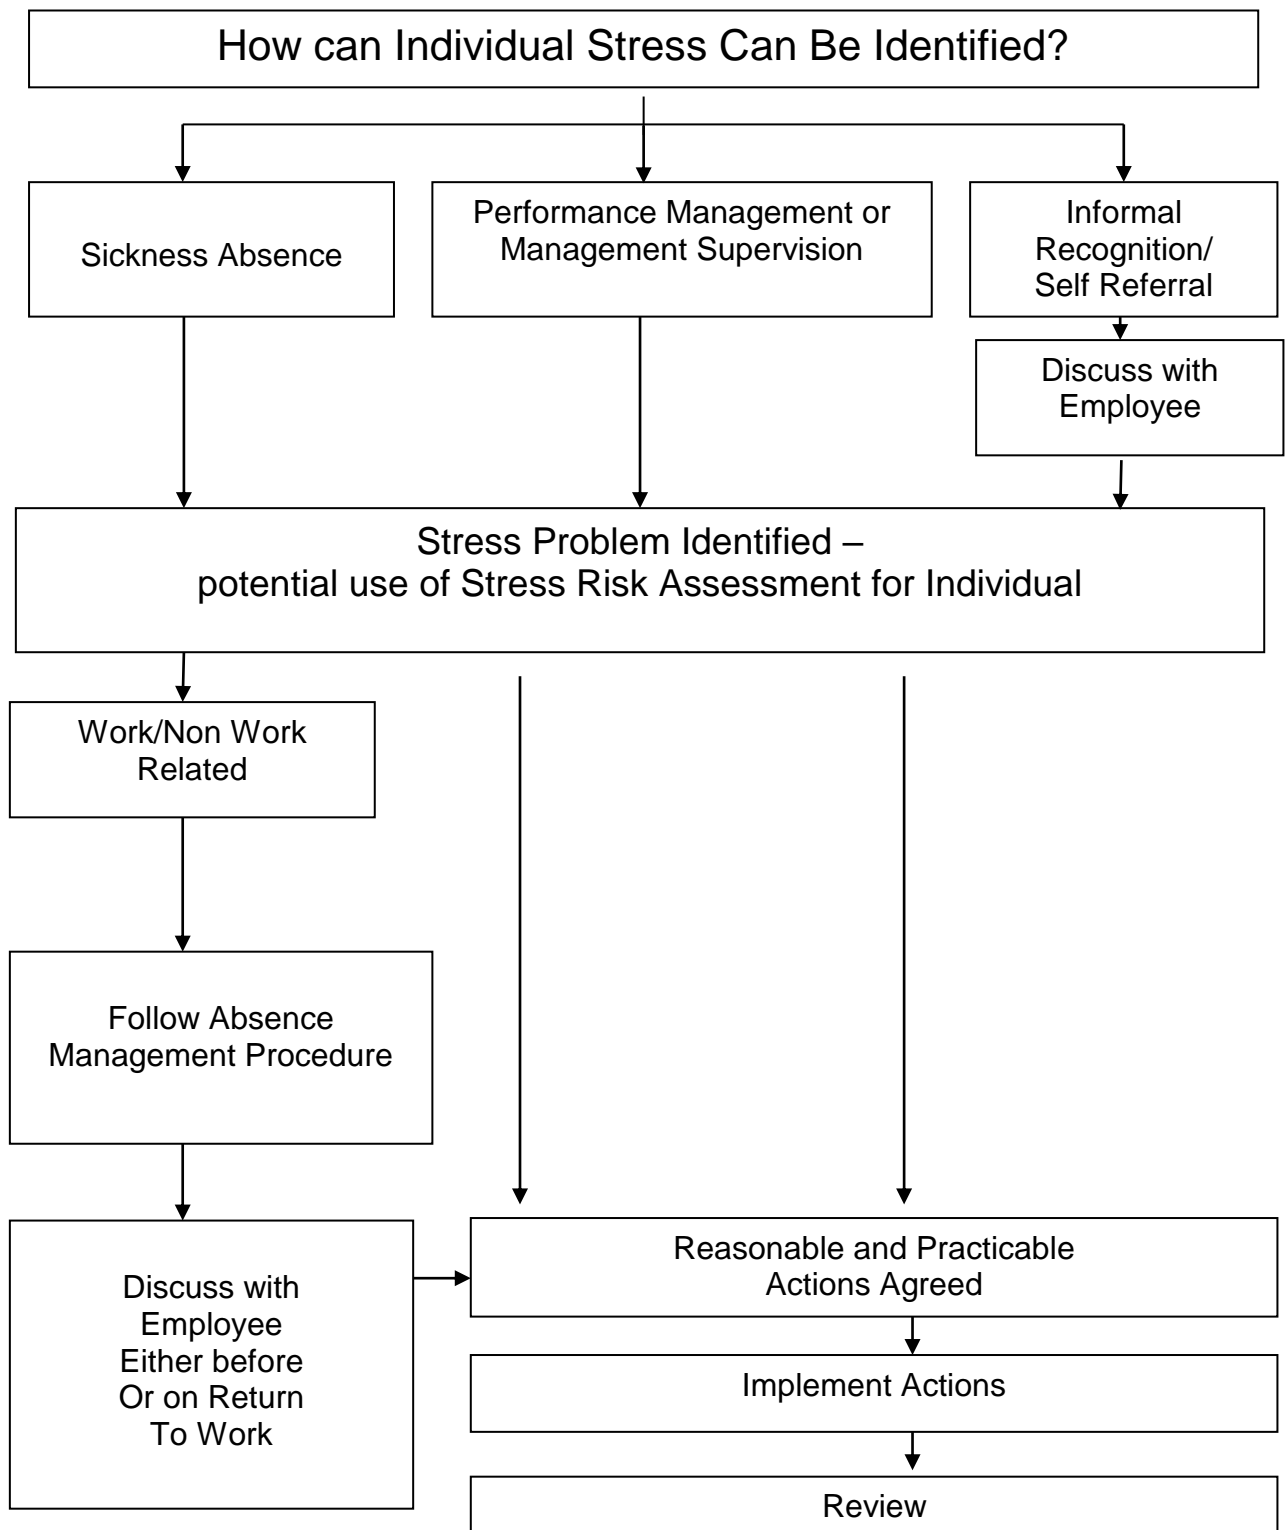 How can Individual Stress Can Be Identified?
Sickness Absence
Performance Management or
Management Supervision
Informal
Recognition/
Self Referral
Discuss with
Employee
Stress Problem Identified –
potential use of Stress Risk Assessment for Individual
Work/Non Work
Related
Follow Absence
Management Procedure
Discuss with
Employee
Either before
Or on Return
To Work
Reasonable and Practicable
Actions Agreed
Implement Actions
Review